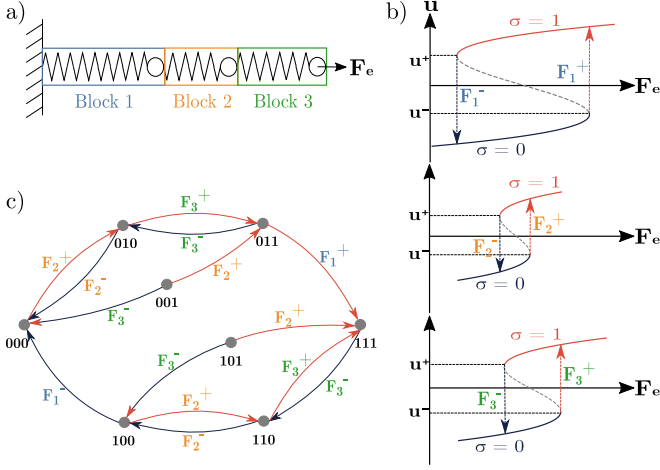 a)
Fₑ
Block 1 Block 2 Block 3
b)
u
σ = 1
u⁺
F₁⁻ F₁⁺
Fₑ
u⁻
σ = 0
σ = 1
u⁺
F₂⁻ F₂⁺
Fₑ
u⁻
σ = 0
σ = 1
u⁺
F₃⁻ F₃⁺
Fₑ
u⁻
σ = 0
c)
F₃⁺
010 011
F₃⁻
F₂⁺
F₂⁻
F₂⁺
F₁⁺
001
F₃⁻
000
F₂⁺
111
101
F₃⁻
F₃⁺
F₃⁻
F₁⁻
F₂⁺
100 110
F₂⁻